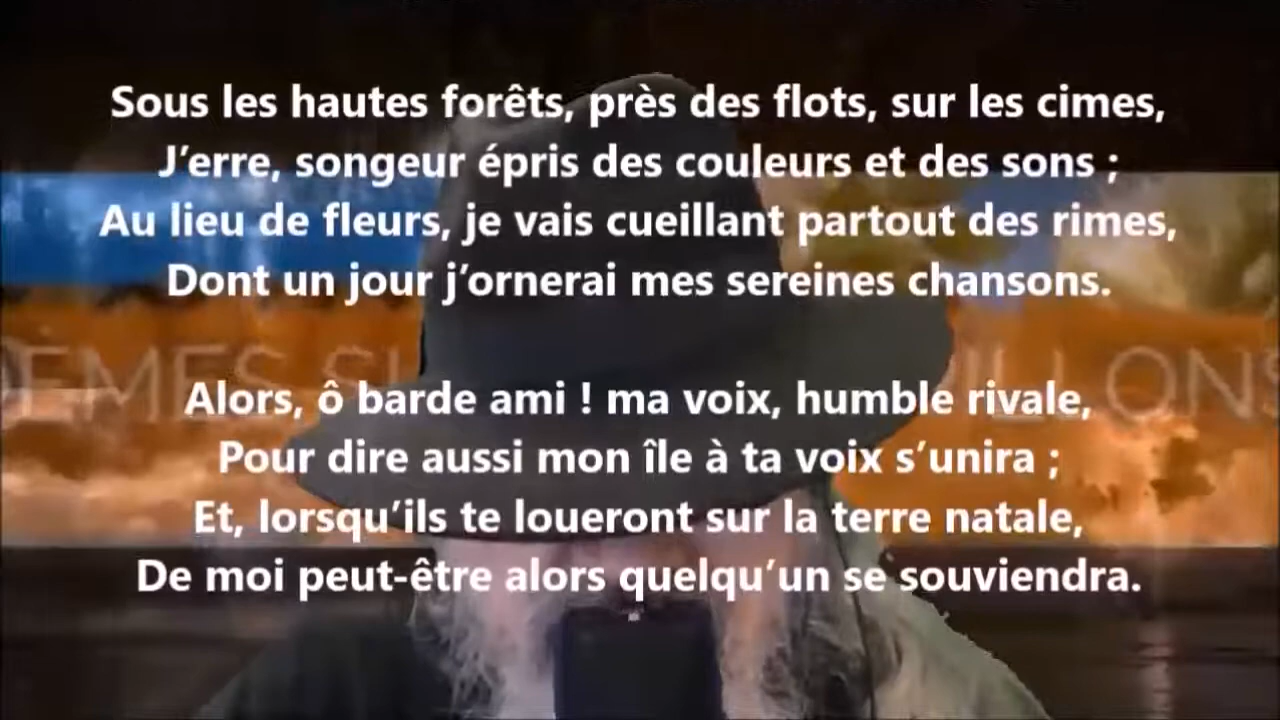 Sous les hautes forêts, près des flots, sur les cimes,
J’erre, songeur épris des couleurs et des sons ;
Au lieu de fleurs, je vais cueillant partout des rimes,
Dont un jour j’ornerai mes sereines chansons.
Alors, ô barde ami ! ma voix, humble rivale,
Pour dire aussi mon île à ta voix s’unira ;
Et, lorsqu’ils te loueront sur la terre natale,
De moi peut-être alors quelqu’un se souviendra.